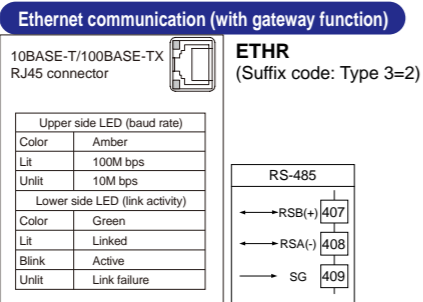 Ethernet communication (with gateway function)
10BASE-T/100BASE-TX
RJ45 connector
ETHR
(Suffix code: Type 3=2)
Upper side LED (baud rate)
Color Amber
Lit 100M bps
Unlit 10M bps
Lower side LED (link activity)
Color Green
Lit Linked
Blink Active
Unlit Link failure
RS-485
RSB(+) 407
RSA(-) 408
SG 409